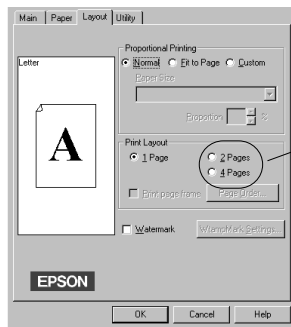 Main Paper Layout Utility
Letter
A
EPSON
Proportional Printing
Normal Fit to Page Custom
Paper Size
Proportion %
Print Layout
1 Page 2 Pages
4 Pages
Print page frame Page Order...
Watermark WtrmpMark Settings...
OK Cancel Help